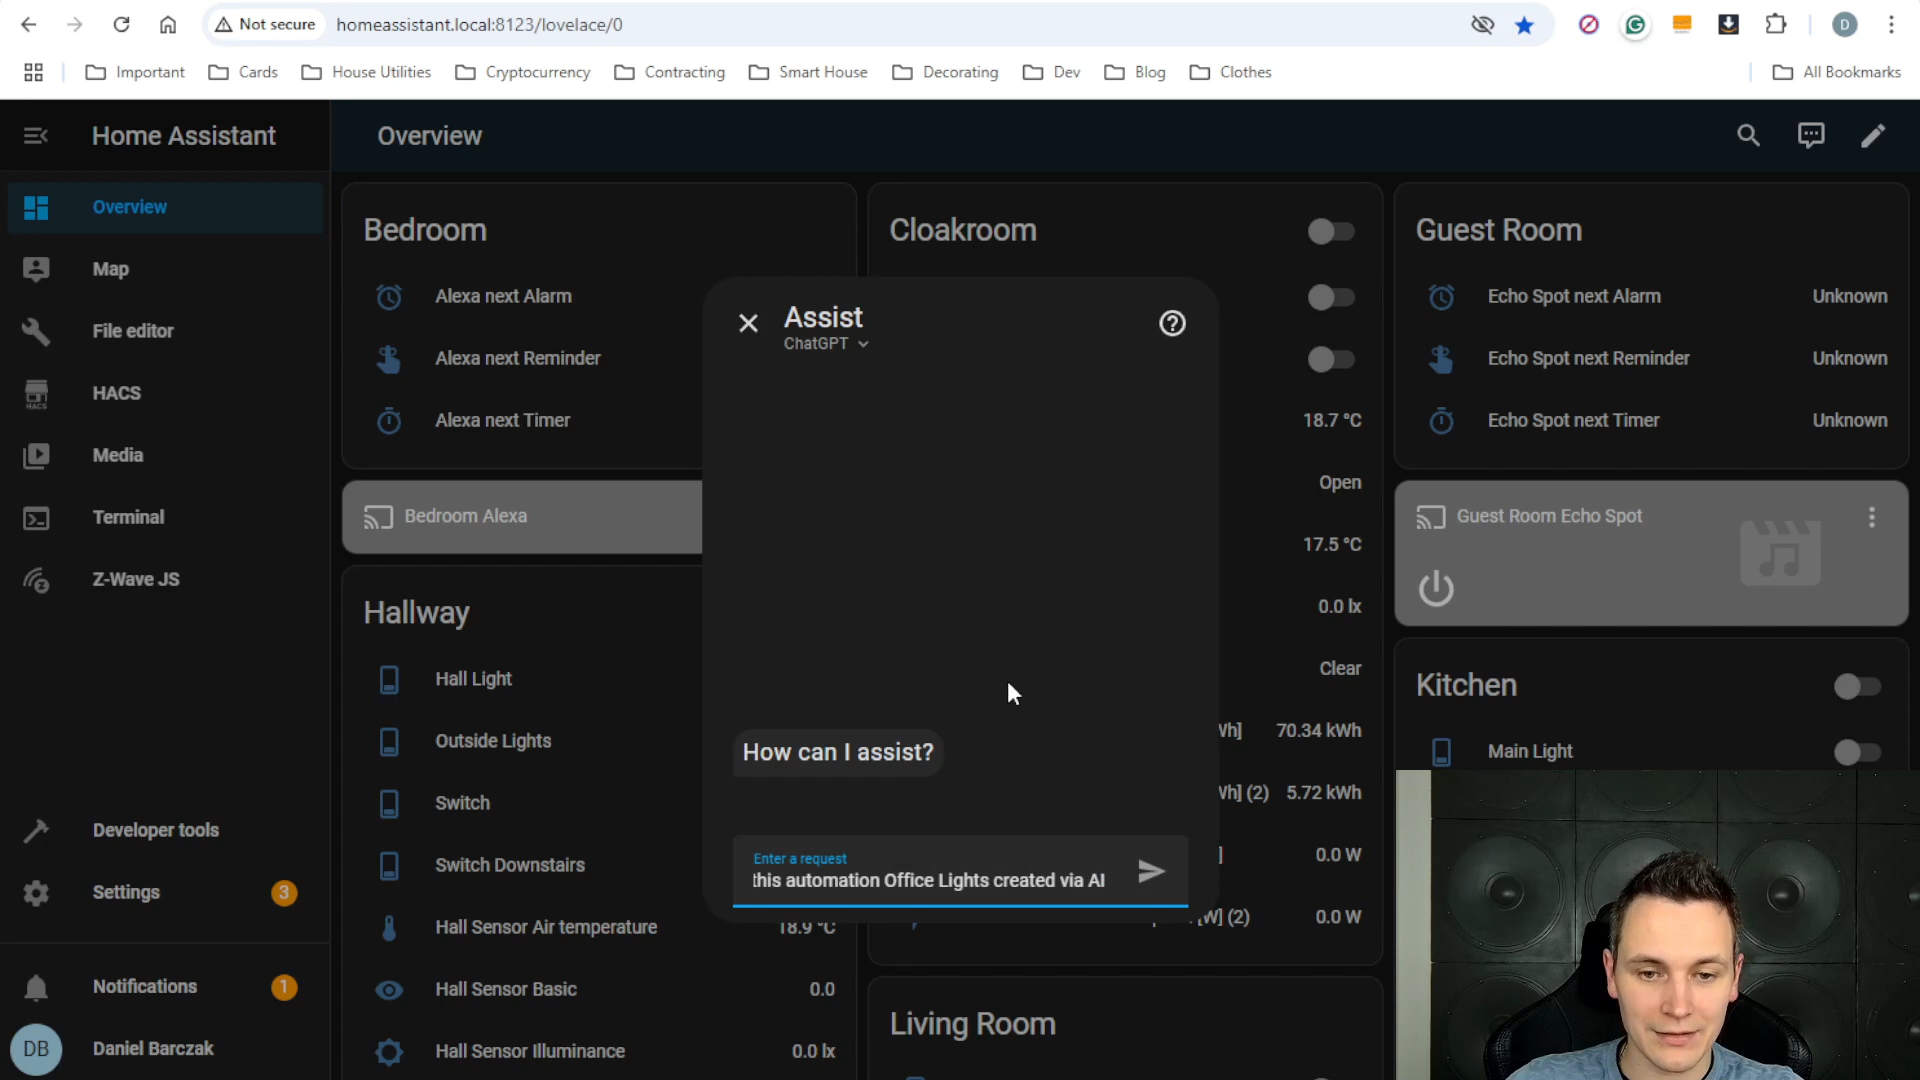 Not secure
homeassistant.local:8123/lovelace/0
D
Important
Cards
House Utilities
Cryptocurrency
Contracting
Smart House
Decorating
Dev
Blog
Clothes
All Bookmarks
Home Assistant
Overview
Overview
Map
File editor
HACS
HACS
Media
Terminal
Z-Wave JS
Developer tools
Settings
3
Notifications
1
DB
Daniel Barczak
Bedroom
Alexa next Alarm
Alexa next Reminder
Alexa next Timer
Bedroom Alexa
Hallway
Hall Light
Outside Lights
Switch
Switch Downstairs
Hall Sensor Air temperature
18.9 °C
Hall Sensor Basic
0.0
Hall Sensor Illuminance
0.0 lx
Cloakroom
18.7 °C
Open
17.5 °C
0.0 lx
Clear
Wh]
70.34 kWh
Wh] (2)
5.72 kWh
]
0.0 W
[W] (2)
0.0 W
Living Room
Assist
ChatGPT
How can I assist?
Enter a request
this automation Office Lights created via AI
Guest Room
Echo Spot next Alarm
Unknown
Echo Spot next Reminder
Unknown
Echo Spot next Timer
Unknown
Guest Room Echo Spot
Kitchen
Main Light